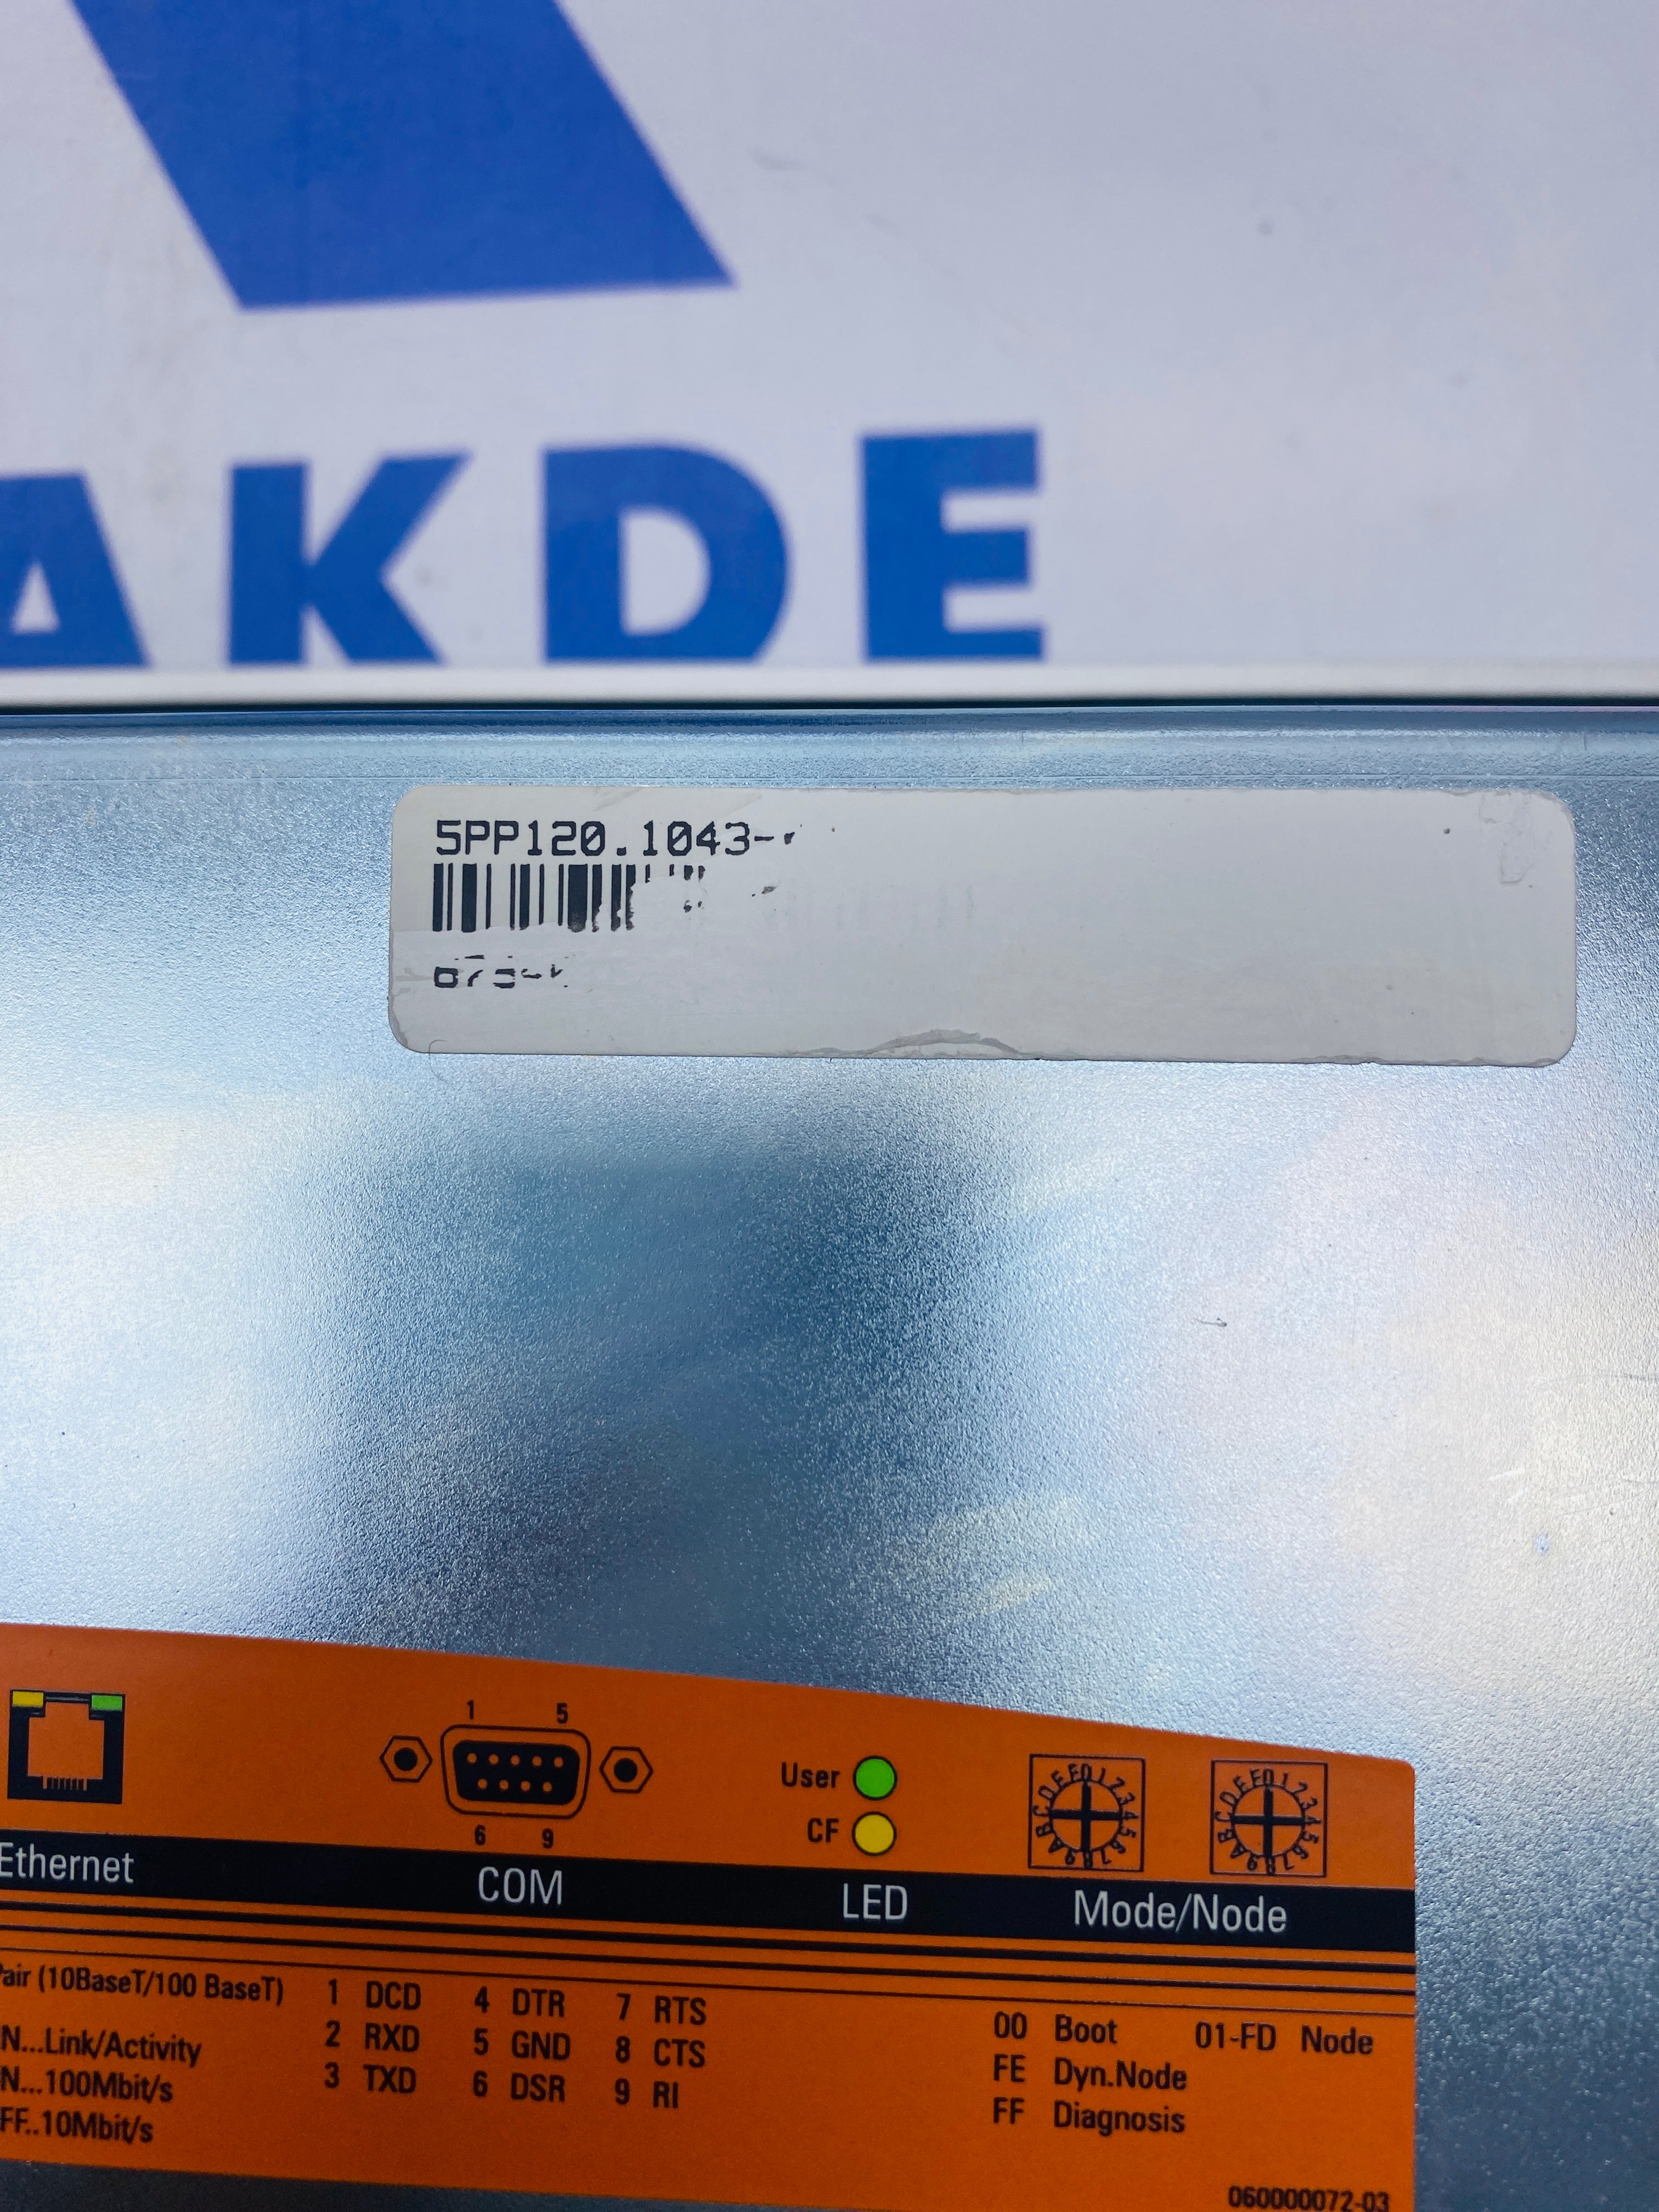 AKDE
5PP120.1043-
1 5
6 9
User
CF
Ethernet
COM
LED
Mode/Node
Pair (10BaseT/100 BaseT)
N...Link/Activity
N...100Mbit/s
FF..10Mbit/s
1 DCD 4 DTR 7 RTS
2 RXD 5 GND 8 CTS
3 TXD 6 DSR 9 RI
00 Boot 01-FD Node
FE Dyn.Node
FF Diagnosis
060000072-03